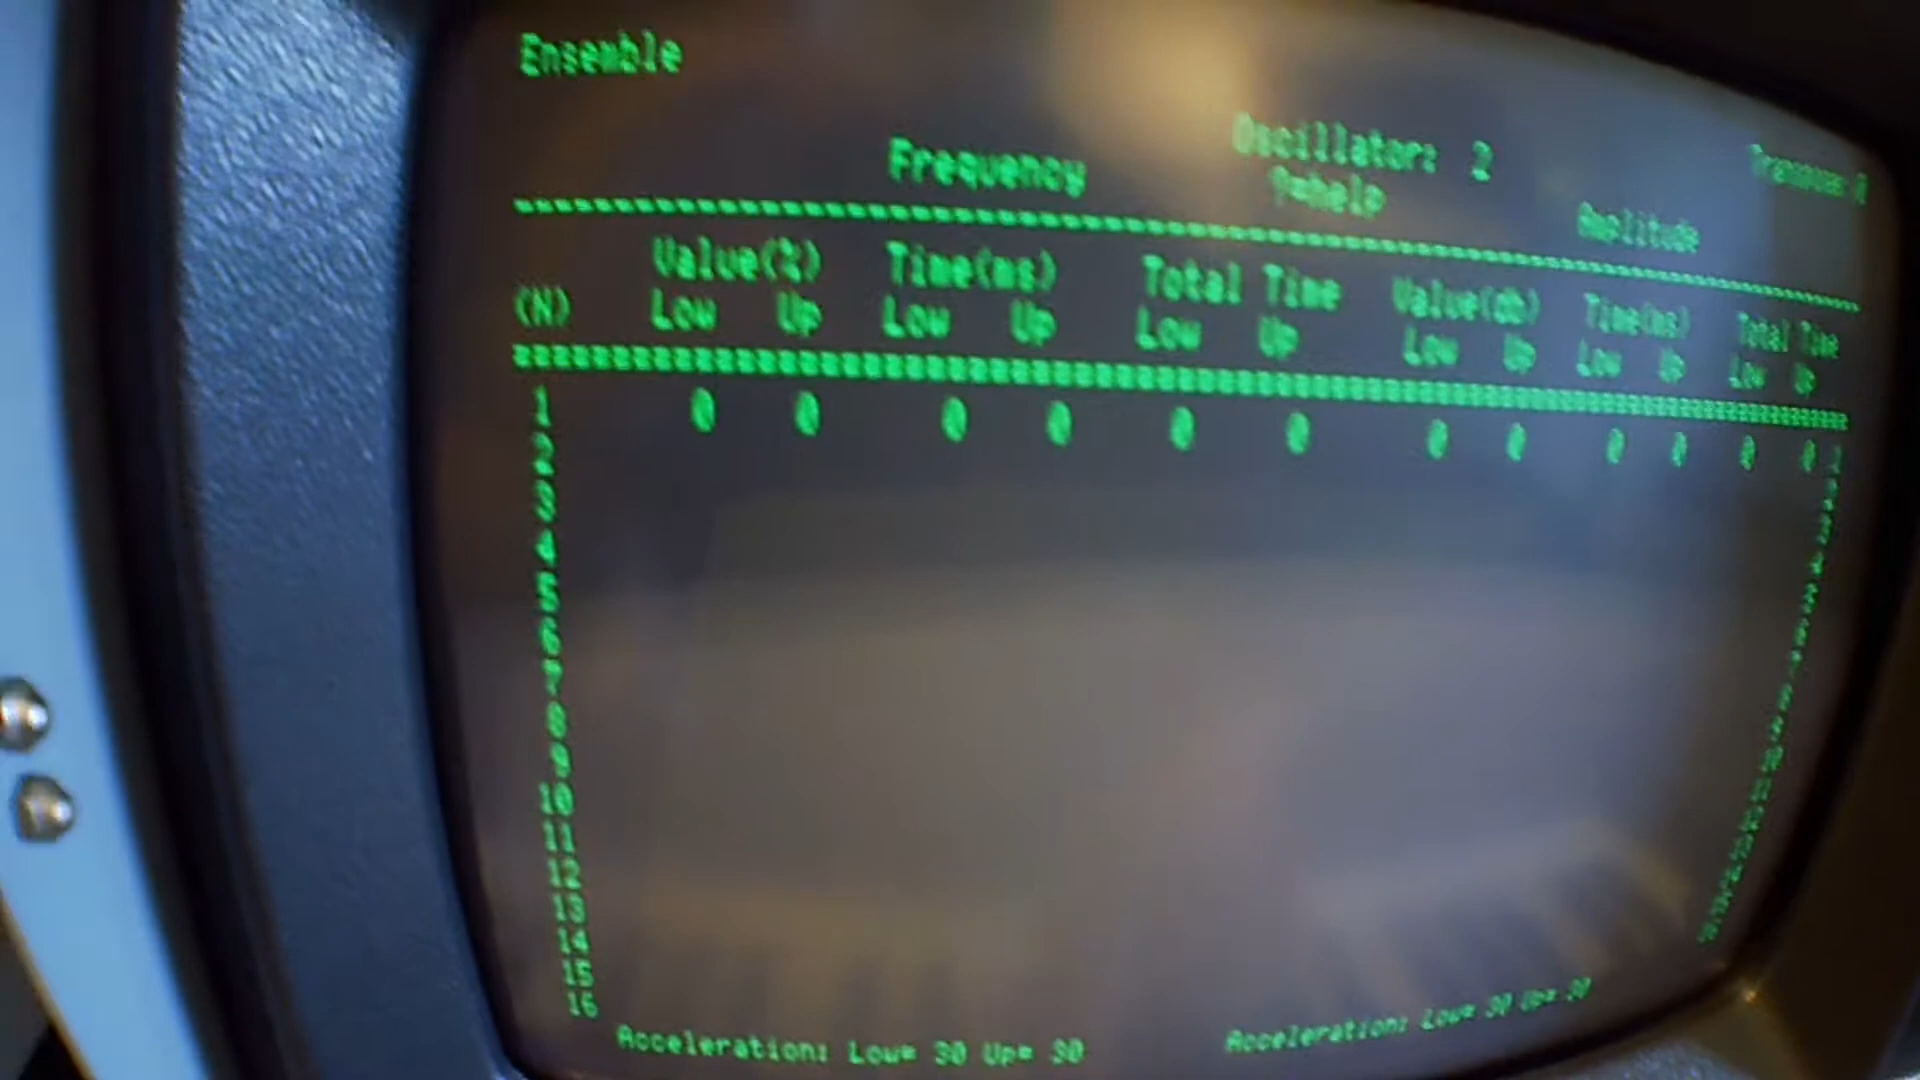 Ensemble
Oscillator: 2
Frequency ?=help Amplitude
Value(%) Time(ms) Total Time Value(db) Time(ms) Total Time
(N) Low Up Low Up Low Up Low Up Low Up Low Up
1 0 0 0 0 0 0 0 0 0 0 0 0 1
2
3
4
5
6
7
8
9
10
11
12
13
14
15
16
Acceleration: Low= 30 Up= 30 Acceleration: Low= 30 Up= 30